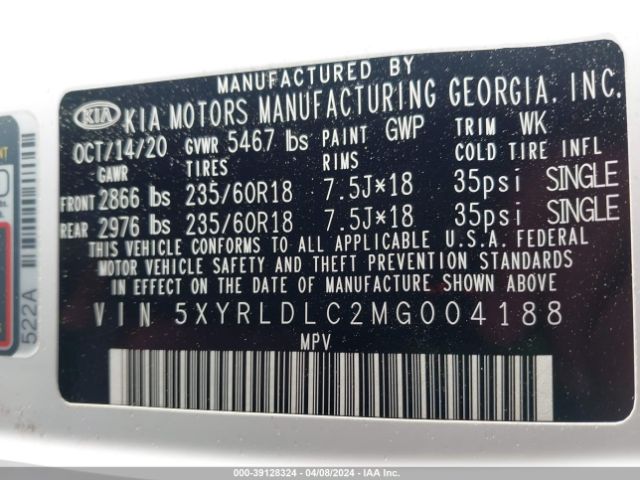 MANUFACTURED BY
KIA KIA MOTORS MANUFACTURING GEORGIA, INC.
OCT/14/20 GVWR 5467 lbs PAINT GWP TRIM WK
GAWR TIRES RIMS COLD TIRE INFL
FRONT 2866 lbs 235/60R18 7.5J*18 35psi SINGLE
REAR 2976 lbs 235/60R18 7.5J*18 35psi SINGLE
THIS VEHICLE CONFORMS TO ALL APPLICABLE U.S.A. FEDERAL
MOTOR VEHICLE SAFETY AND THEFT PREVENTION STANDARDS
IN EFFECT ON THE DATE OF MANUFACTURE SHOWN ABOVE
VIN 5XYRLDLC2MG004188
MPV
522A
000-39128324 | 04/08/2024 | IAA Inc.